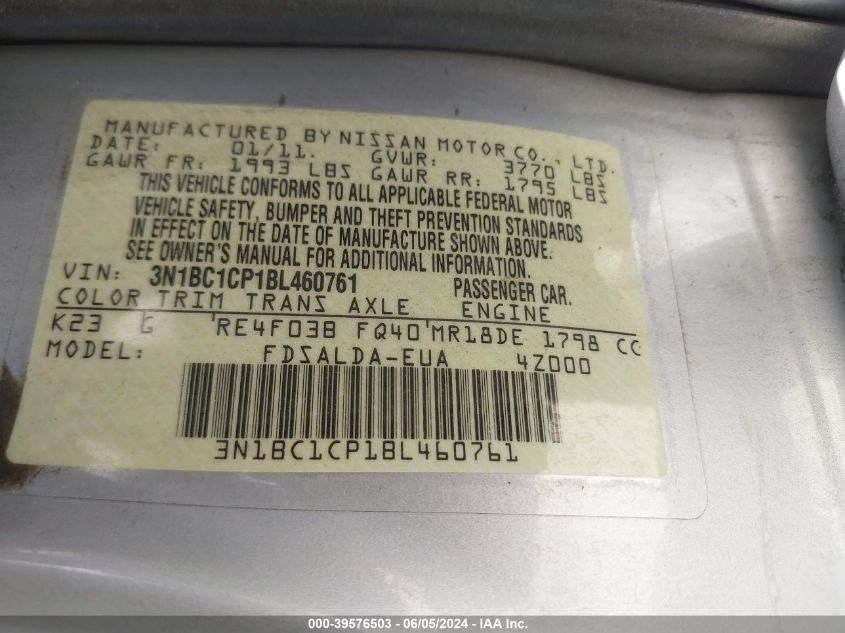 MANUFACTURED BY NISSAN MOTOR CO., LTD.
DATE: 01/11. GVWR: 3770 LBS
GAWR FR: 1993 LBS GAWR RR: 1795 LBS
THIS VEHICLE CONFORMS TO ALL APPLICABLE FEDERAL MOTOR
VEHICLE SAFETY, BUMPER AND THEFT PREVENTION STANDARDS
IN EFFECT ON THE DATE OF MANUFACTURE SHOWN ABOVE.
SEE OWNER'S MANUAL FOR ADDITIONAL INFORMATION.
VIN: 3N1BC1CP1BL460761 PASSENGER CAR.
COLOR TRIM TRANS AXLE ENGINE
K23 G RE4F03B FQ40 MR18DE 1798 CC
MODEL: FDSALDA-EUA 4Z000
3N1BC1CP1BL460761
000-39576503 - 06/05/2024 - IAA Inc.